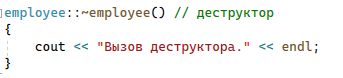 employee::~employee() // деструктор
{
    cout << "Вызов деструктора." << endl;
}